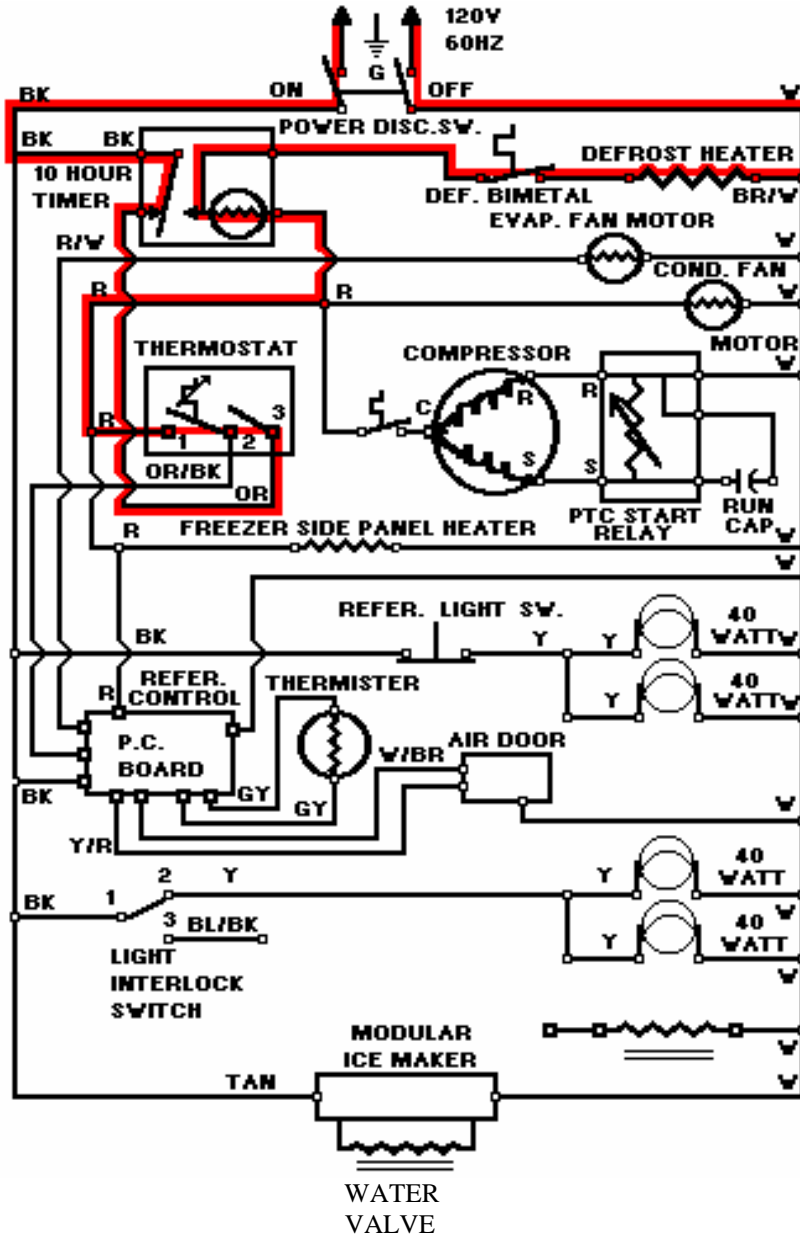 120V
60HZ
G
ON
OFF
W
BK
POWER DISC.SW.
BK
BK
DEFROST HEATER
10 HOUR
TIMER
DEF. BIMETAL
BR/W
EVAP. FAN MOTOR
R/W
W
COND. FAN
W
R
R
MOTOR
THERMOSTAT
COMPRESSOR
W
R
C
R
3
R
1
2
OR/BK
S
S
OR
RUN
CAP
PTC START
RELAY
W
R
FREEZER SIDE PANEL HEATER
W
REFER. LIGHT SW.
40
WATT
W
BK
Y
Y
REFER.
CONTROL
THERMISTER
40
WATT
W
R
Y
P.C.
BOARD
AIR DOOR
W/BR
BK
GY
GY
W
Y/R
40
WATT
2
Y
Y
W
BK
1
3
BL/BK
40
WATT
Y
LIGHT
INTERLOCK
SWITCH
W
MODULAR
ICE MAKER
W
TAN
W
WATER
VALVE